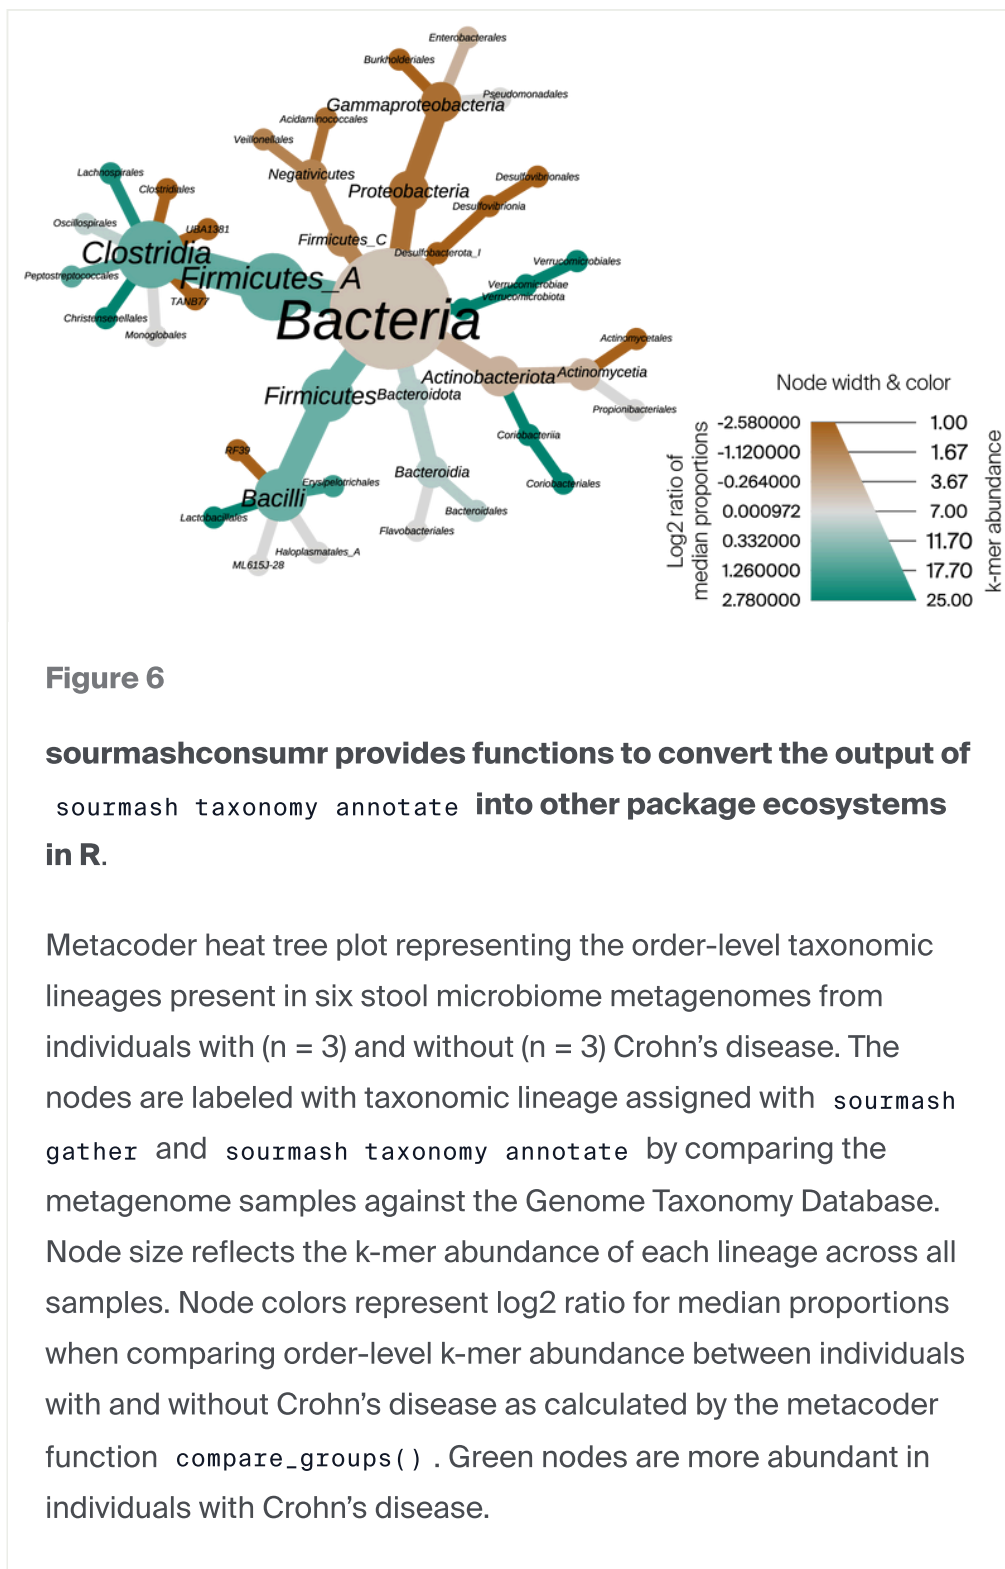 Enterobacterales
Burkholderiales
Pseudomonadales
Gammaproteobacteria
Acidaminococcales
Veillonellales
Negativicutes
Proteobacteria
Desulfovibrionales
Desulfovibrionia
Lachnospirales
Clostridiales
Oscillospirales
UBA1381
Firmicutes_C
Desulfobacterota_I
Clostridia
Firmicutes_A
Verrucomicrobiales
Peptostreptococcales
Verrucomicrobiae
TANB77
Verrucomicrobiota
Christensenellales
Monoglobales
Bacteria
Actinomycetales
Actinobacteriota
Actinomycetia
Firmicutes
Bacteroidota
Propionibacteriales
Coriobacteriia
RF39
Bacteroidia
Erysipelotrichales
Coriobacteriales
Bacilli
Lactobacillales
Bacteroidales
Flavobacteriales
Haloplasmatales_A
ML615J-28
Node width & color
Log2 ratio of
median proportions
-2.580000 1.00
-1.120000 1.67
-0.264000 3.67
0.000972 7.00
0.332000 11.70
1.260000 17.70
2.780000 25.00
k-mer abundance
Figure 6
sourmashconsumr provides functions to convert the output of
sourmash taxonomy annotate into other package ecosystems
in R.
Metacoder heat tree plot representing the order-level taxonomic
lineages present in six stool microbiome metagenomes from
individuals with (n = 3) and without (n = 3) Crohn’s disease. The
nodes are labeled with taxonomic lineage assigned with sourmash
gather and sourmash taxonomy annotate by comparing the
metagenome samples against the Genome Taxonomy Database.
Node size reflects the k-mer abundance of each lineage across all
samples. Node colors represent log2 ratio for median proportions
when comparing order-level k-mer abundance between individuals
with and without Crohn’s disease as calculated by the metacoder
function compare_groups() . Green nodes are more abundant in
individuals with Crohn’s disease.